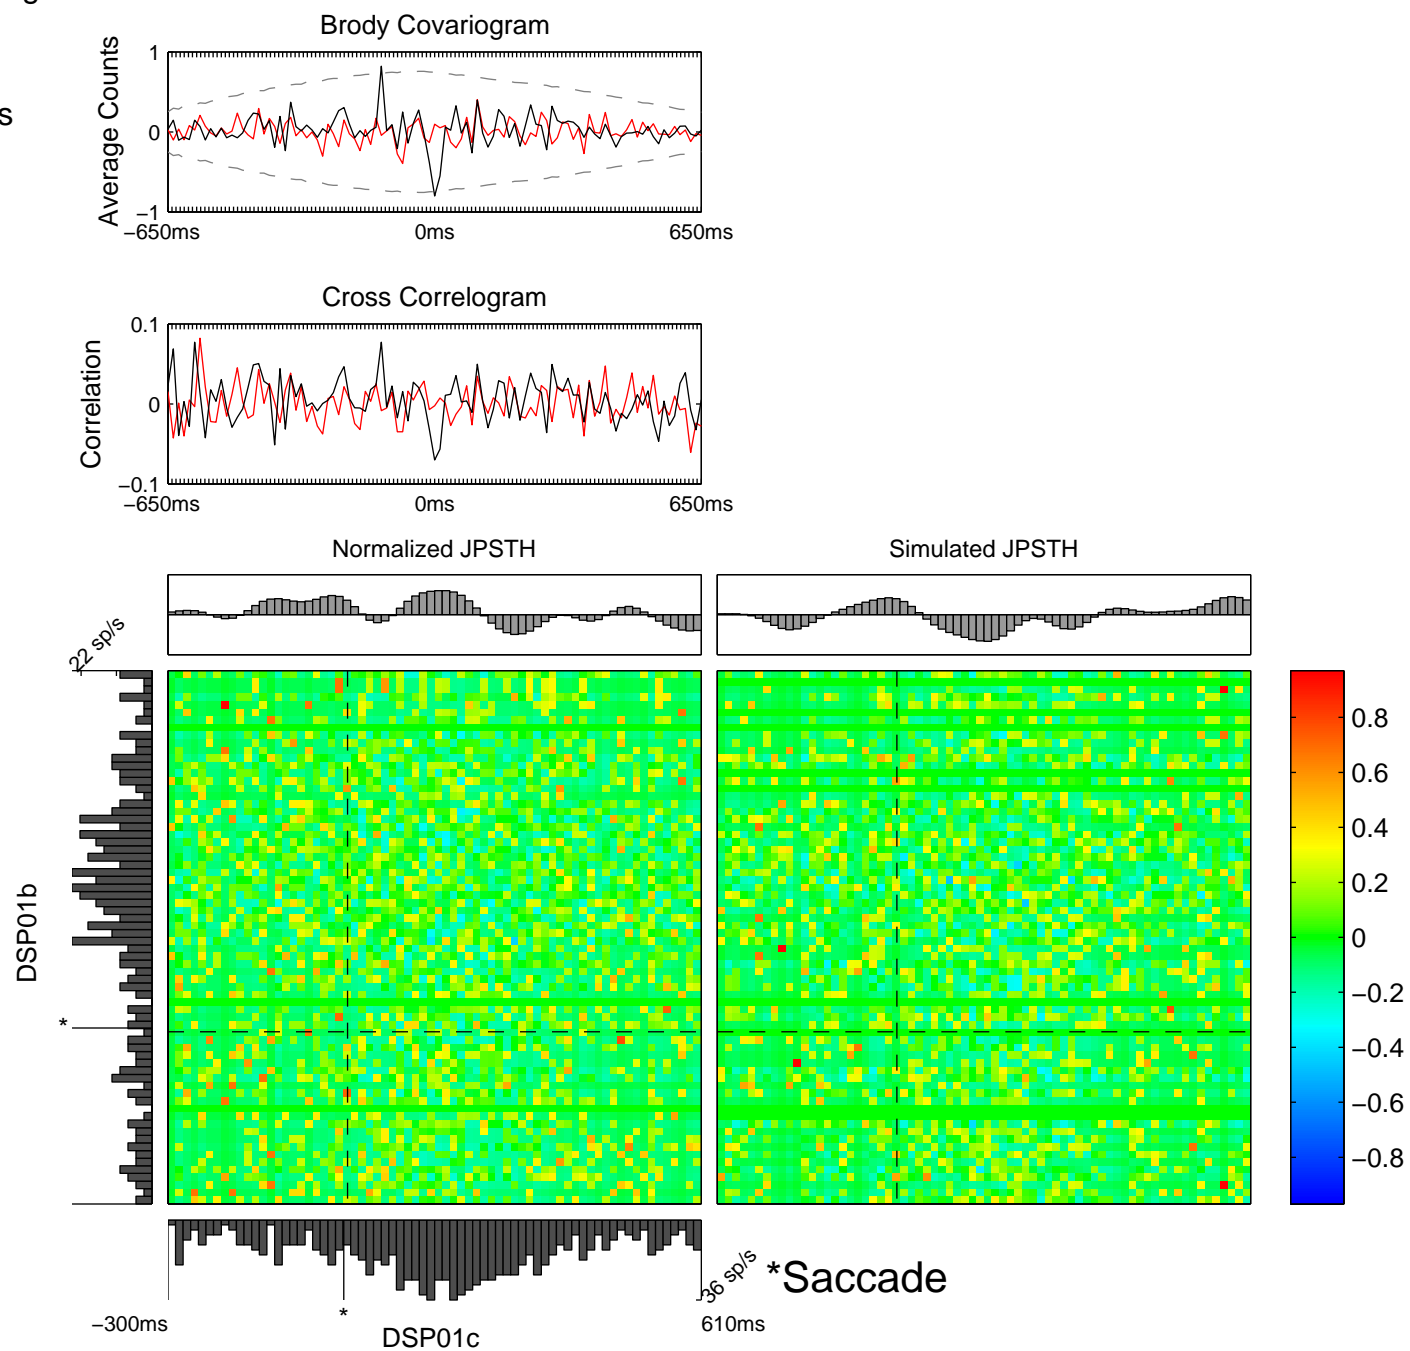 g
s
Brody Covariogram
Average Counts
1
0
−1
−650ms
0ms
650ms
Cross Correlogram
Correlation
0.1
0
−0.1
−650ms
0ms
650ms
Normalized JPSTH
Simulated JPSTH
22 sp/s
DSP01b
*
0.8
0.6
0.4
0.2
0
−0.2
−0.4
−0.6
−0.8
36 sp/s
*Saccade
*
−300ms
610ms
DSP01c